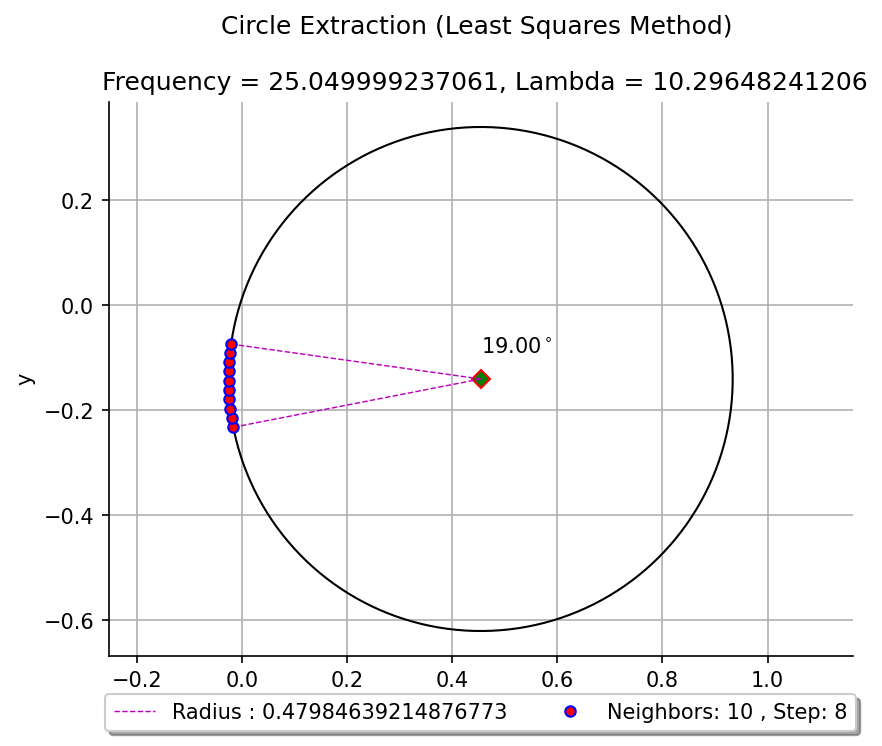 Circle Extraction (Least Squares Method)
Frequency = 25.049999237061, Lambda = 10.29648241206
0.2
0.0
−0.2
−0.4
−0.6
y
19.00°
−0.2 0.0 0.2 0.4 0.6 0.8 1.0
Radius : 0.47984639214876773 Neighbors: 10 , Step: 8